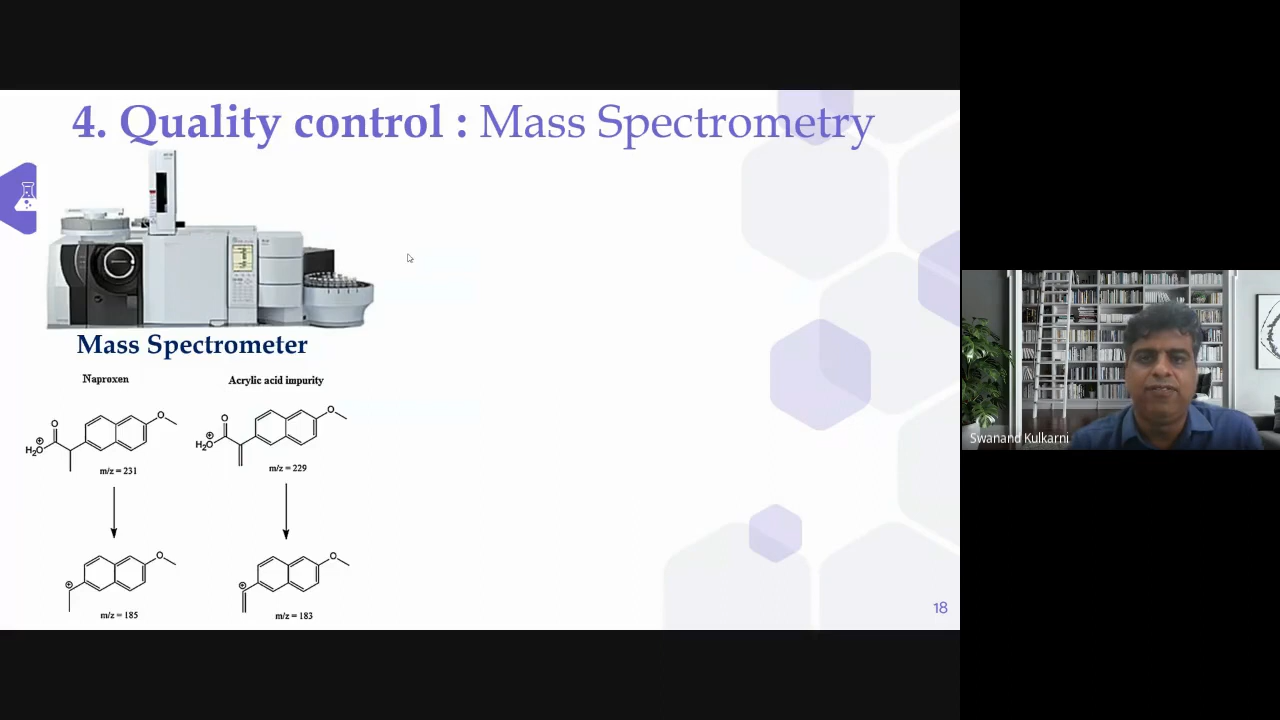 4. Quality control : Mass Spectrometry
Mass Spectrometer
Naproxen
Acrylic acid impurity
O
O
H₂O
⊕
m/z = 231
O
O
H₂O
⊕
m/z = 229
O
⊕
m/z = 185
O
⊕
m/z = 183
18
Swanand Kulkarni